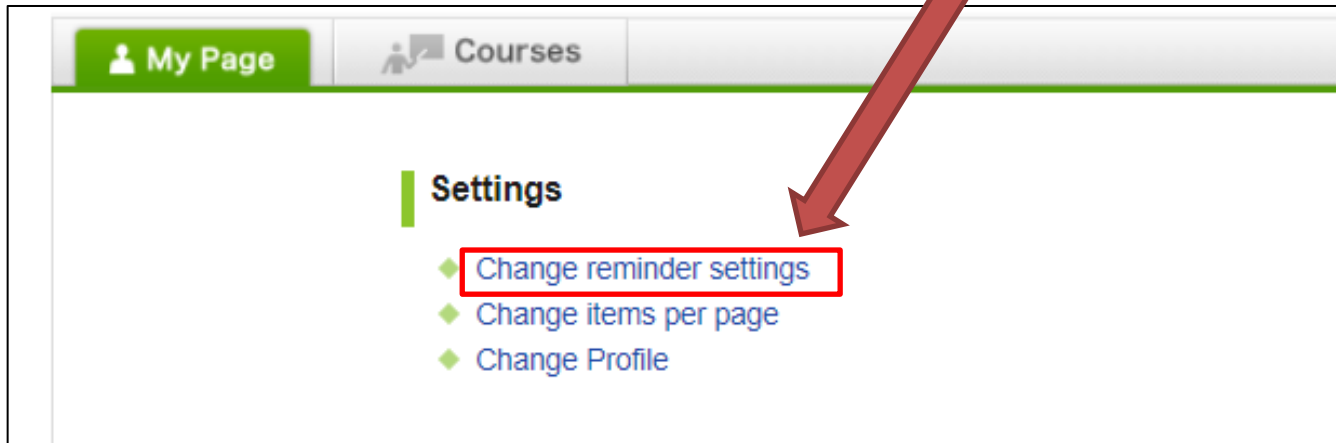 My Page
Courses
Settings
Change reminder settings
Change items per page
Change Profile